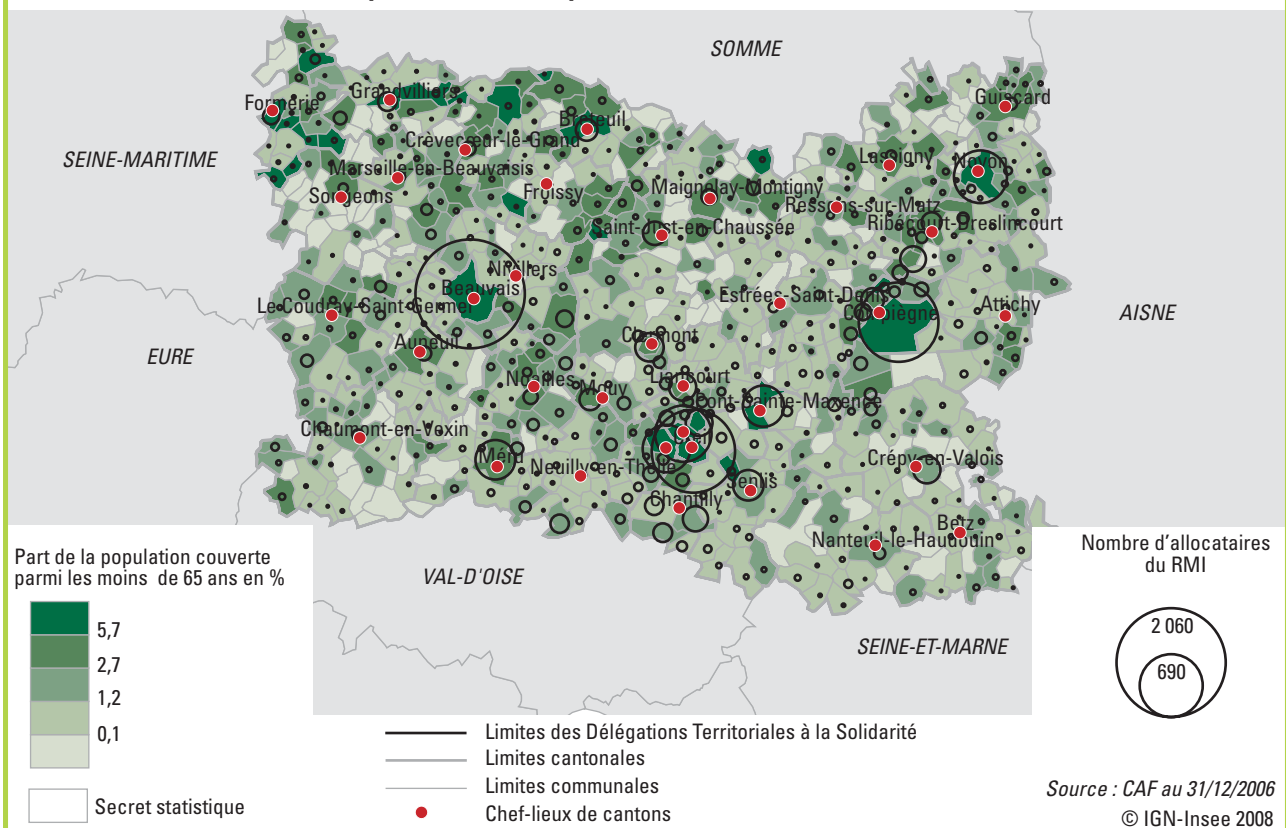 SOMME
Guiscard
Grandvilliers
Formerie
Breteuil
Crèvecœur-le-Grand
SEINE-MARITIME
Lassigny
Noyon
Marseille-en-Beauvaisis
Froissy
Maignelay-Montigny
Songeons
Ressons-sur-Matz
Saint-Just-en-Chaussée
Ribécourt-Dreslincourt
Nivillers
Beauvais
Estrées-Saint-Denis
Le Coudray-Saint-Germer
Compiègne
Attichy
AISNE
Clermont
Auneuil
EURE
Liancourt
Noailles
Mouy
Pont-Sainte-Maxence
Chaumont-en-Vexin
Creil
Crépy-en-Valois
Méru
Neuilly-en-Thelle
Senlis
Chantilly
Betz
Nanteuil-le-Haudouin
VAL-D'OISE
SEINE-ET-MARNE
Part de la population couverte
parmi les moins de 65 ans en %
5,7
2,7
1,2
0,1
Secret statistique
Limites des Délégations Territoriales à la Solidarité
Limites cantonales
Limites communales
Chef-lieux de cantons
Nombre d'allocataires
du RMI
2 060
690
Source : CAF au 31/12/2006
© IGN-Insee 2008